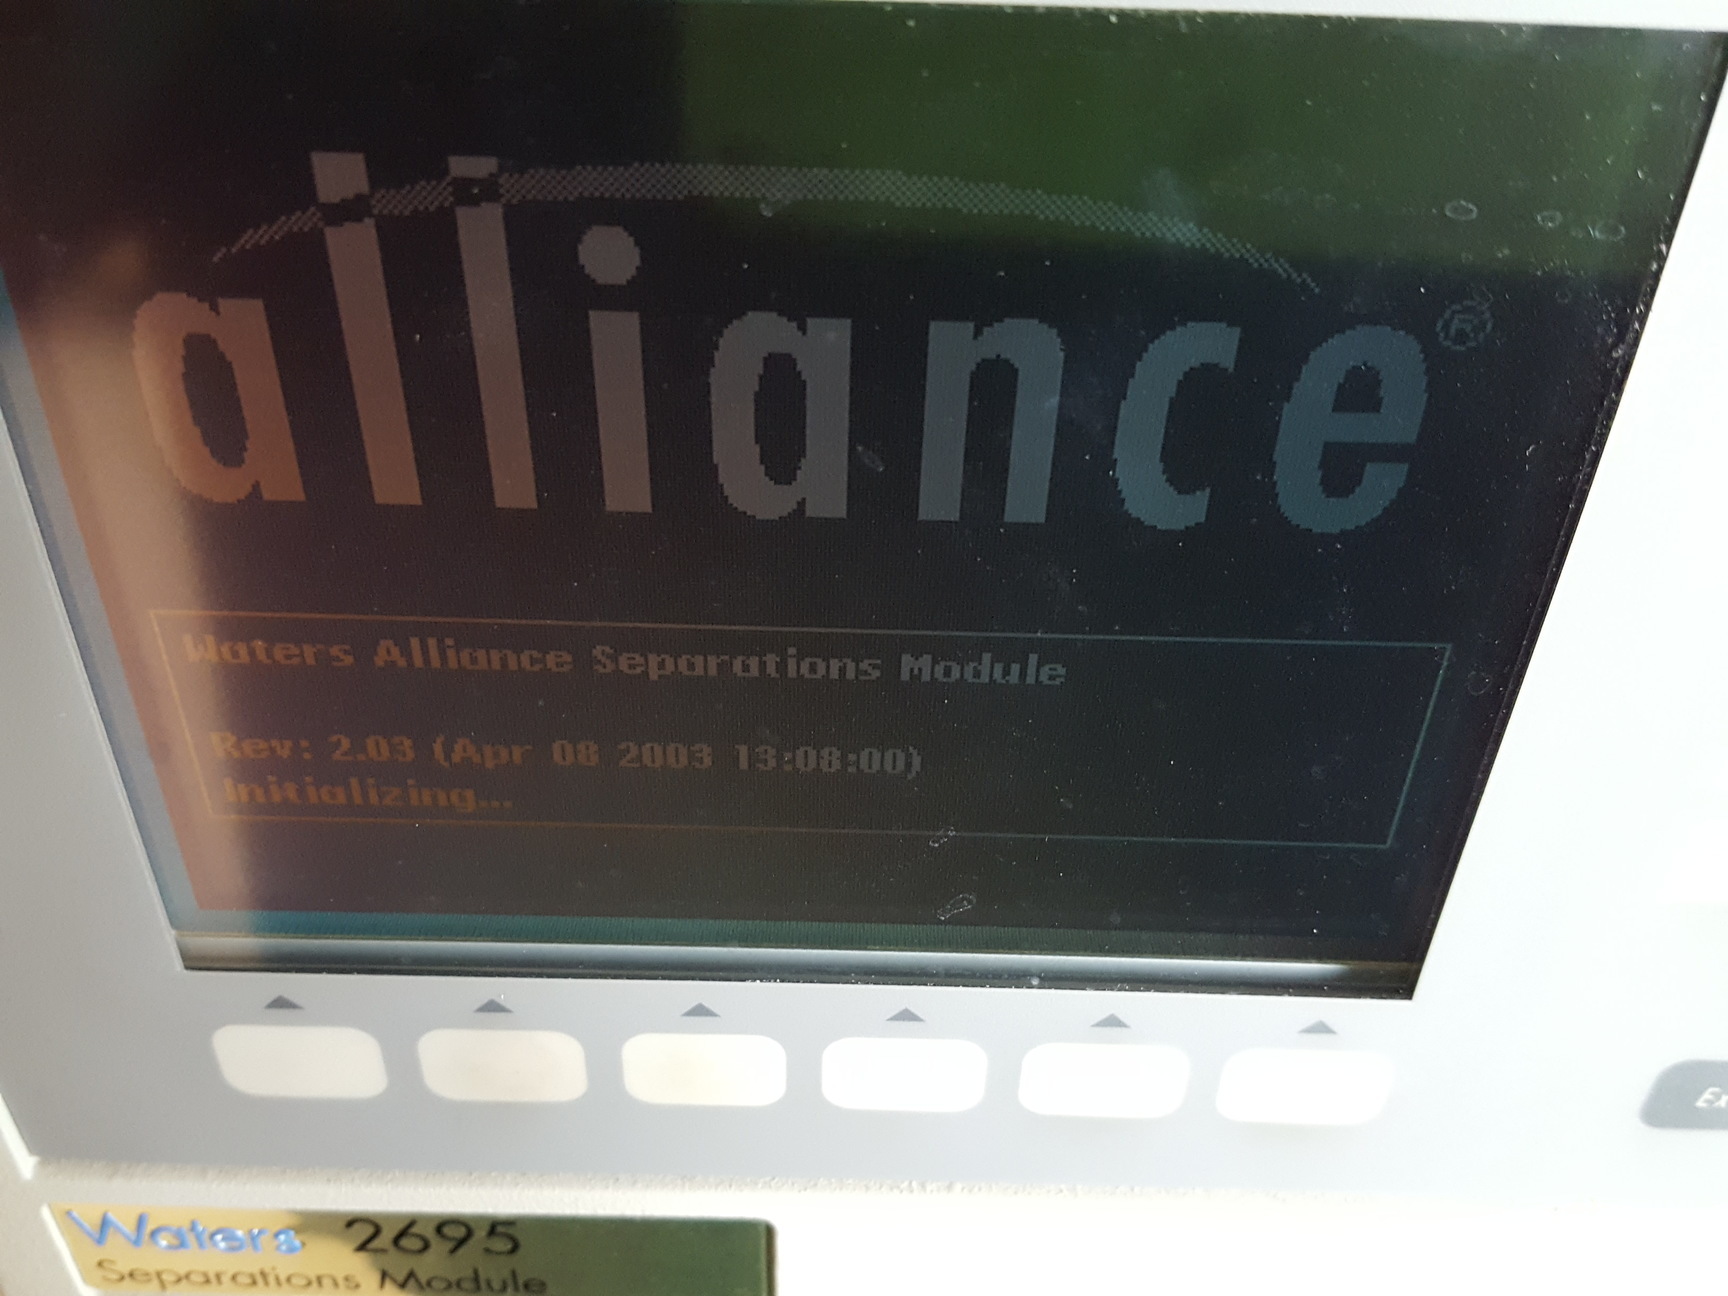 alliance®
Waters Alliance Separations Module
Rev: 2.03 (Apr 08 2003 13:08:00)
Initializing...
Waters 2695
Separations Module